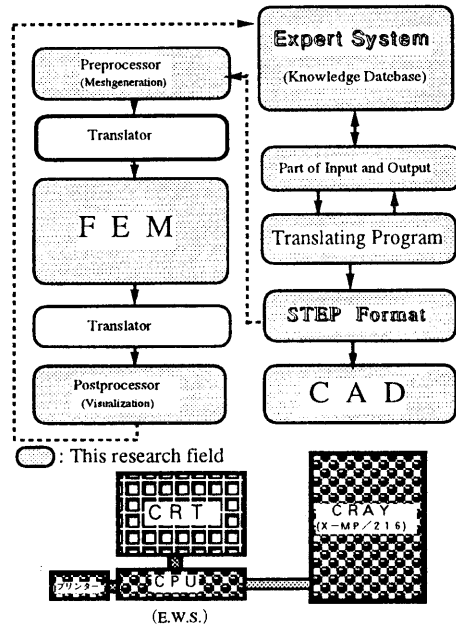 Preprocessor
(Meshgeneration)
Translator
F E M
Translator
Postprocessor
(Visualization)
Expert System
(Knowledge Datebase)
Part of Input and Output
Translating Program
STEP Format
C A D
: This research field
CRT
CPU
プリンター
(E.W.S.)
CRAY
(X-MP/216)